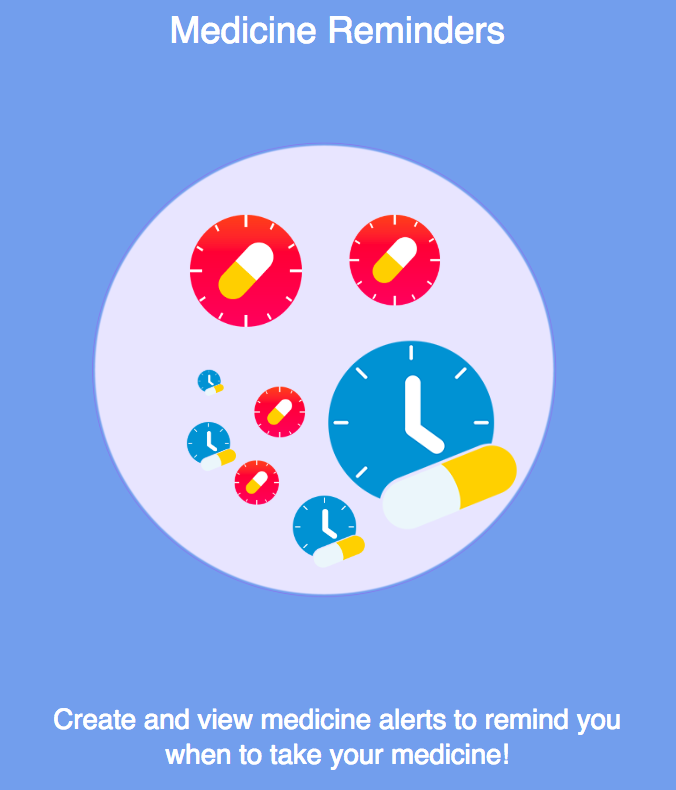 Medicine Reminders
Create and view medicine alerts to remind you
when to take your medicine!